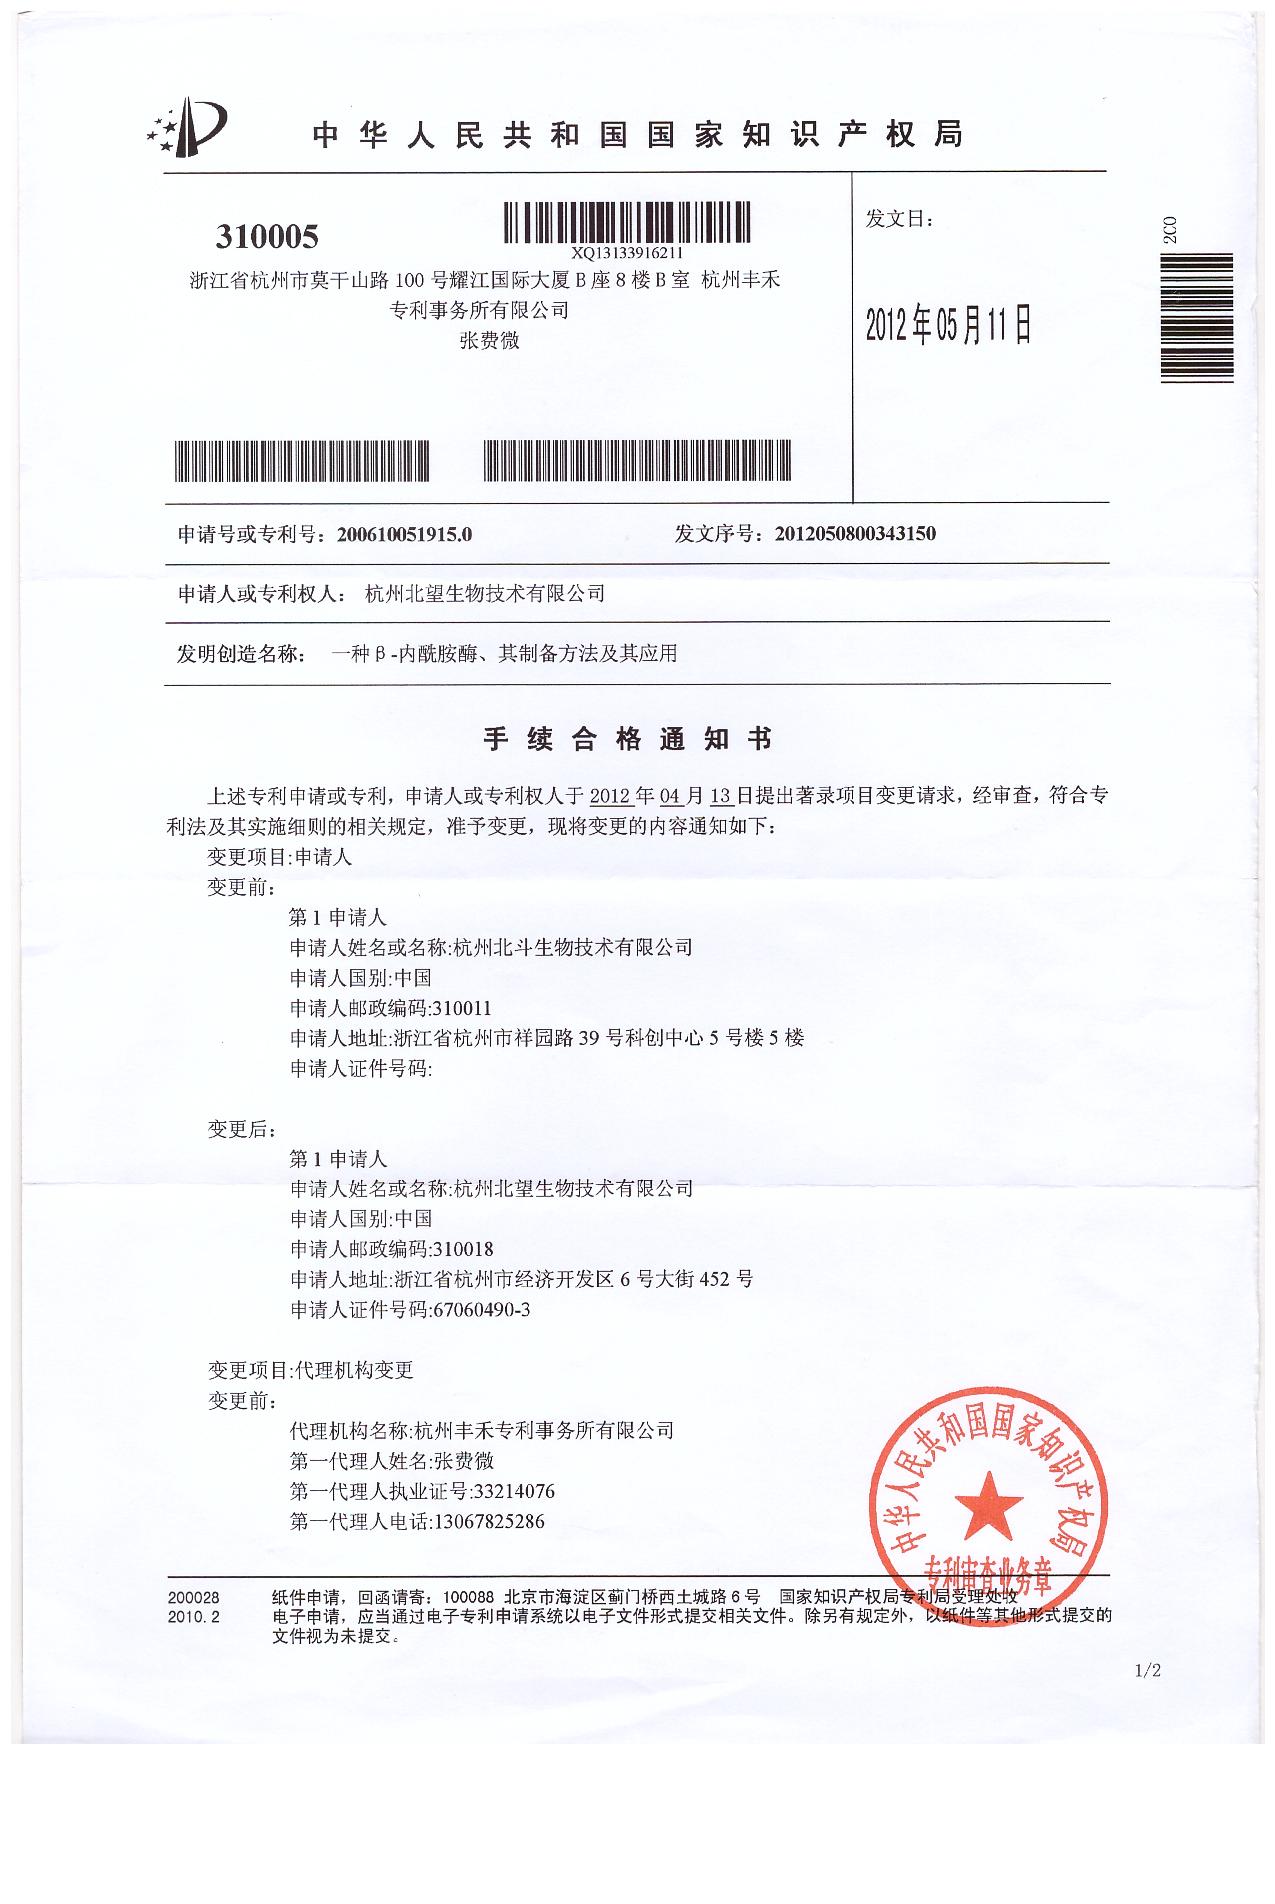 中华人民共和国国家知识产权局
310005
XQ13133916211
浙江省杭州市莫干山路 100 号耀江国际大厦 B 座 8 楼 B 室 杭州丰禾
专利事务所有限公司
张费微
发文日：
2012年05月11日
2CO
申请号或专利号：200610051915.0 发文序号：2012050800343150
申请人或专利权人： 杭州北望生物技术有限公司
发明创造名称： 一种β-内酰胺酶、其制备方法及其应用
手续合格通知书
上述专利申请或专利，申请人或专利权人于 2012 年 04 月 13 日提出著录项目变更请求，经审查，符合专
利法及其实施细则的相关规定，准予变更，现将变更的内容通知如下：
变更项目:申请人
变更前：
第 1 申请人
申请人姓名或名称:杭州北斗生物技术有限公司
申请人国别:中国
申请人邮政编码:310011
申请人地址:浙江省杭州市祥园路 39 号科创中心 5 号楼 5 楼
申请人证件号码:
变更后：
第 1 申请人
申请人姓名或名称:杭州北望生物技术有限公司
申请人国别:中国
申请人邮政编码:310018
申请人地址:浙江省杭州市经济开发区 6 号大街 452 号
申请人证件号码:67060490-3
变更项目:代理机构变更
变更前：
代理机构名称:杭州丰禾专利事务所有限公司
第一代理人姓名:张费微
第一代理人执业证号:33214076
第一代理人电话:13067825286
中华人民共和国国家知识产权局
专利审查业务章
200028 纸件申请，回函请寄：100088 北京市海淀区蓟门桥西土城路 6 号 国家知识产权局专利局受理处收
2010.2 电子申请，应当通过电子专利申请系统以电子文件形式提交相关文件。除另有规定外，以纸件等其他形式提交的
文件视为未提交。
1/2